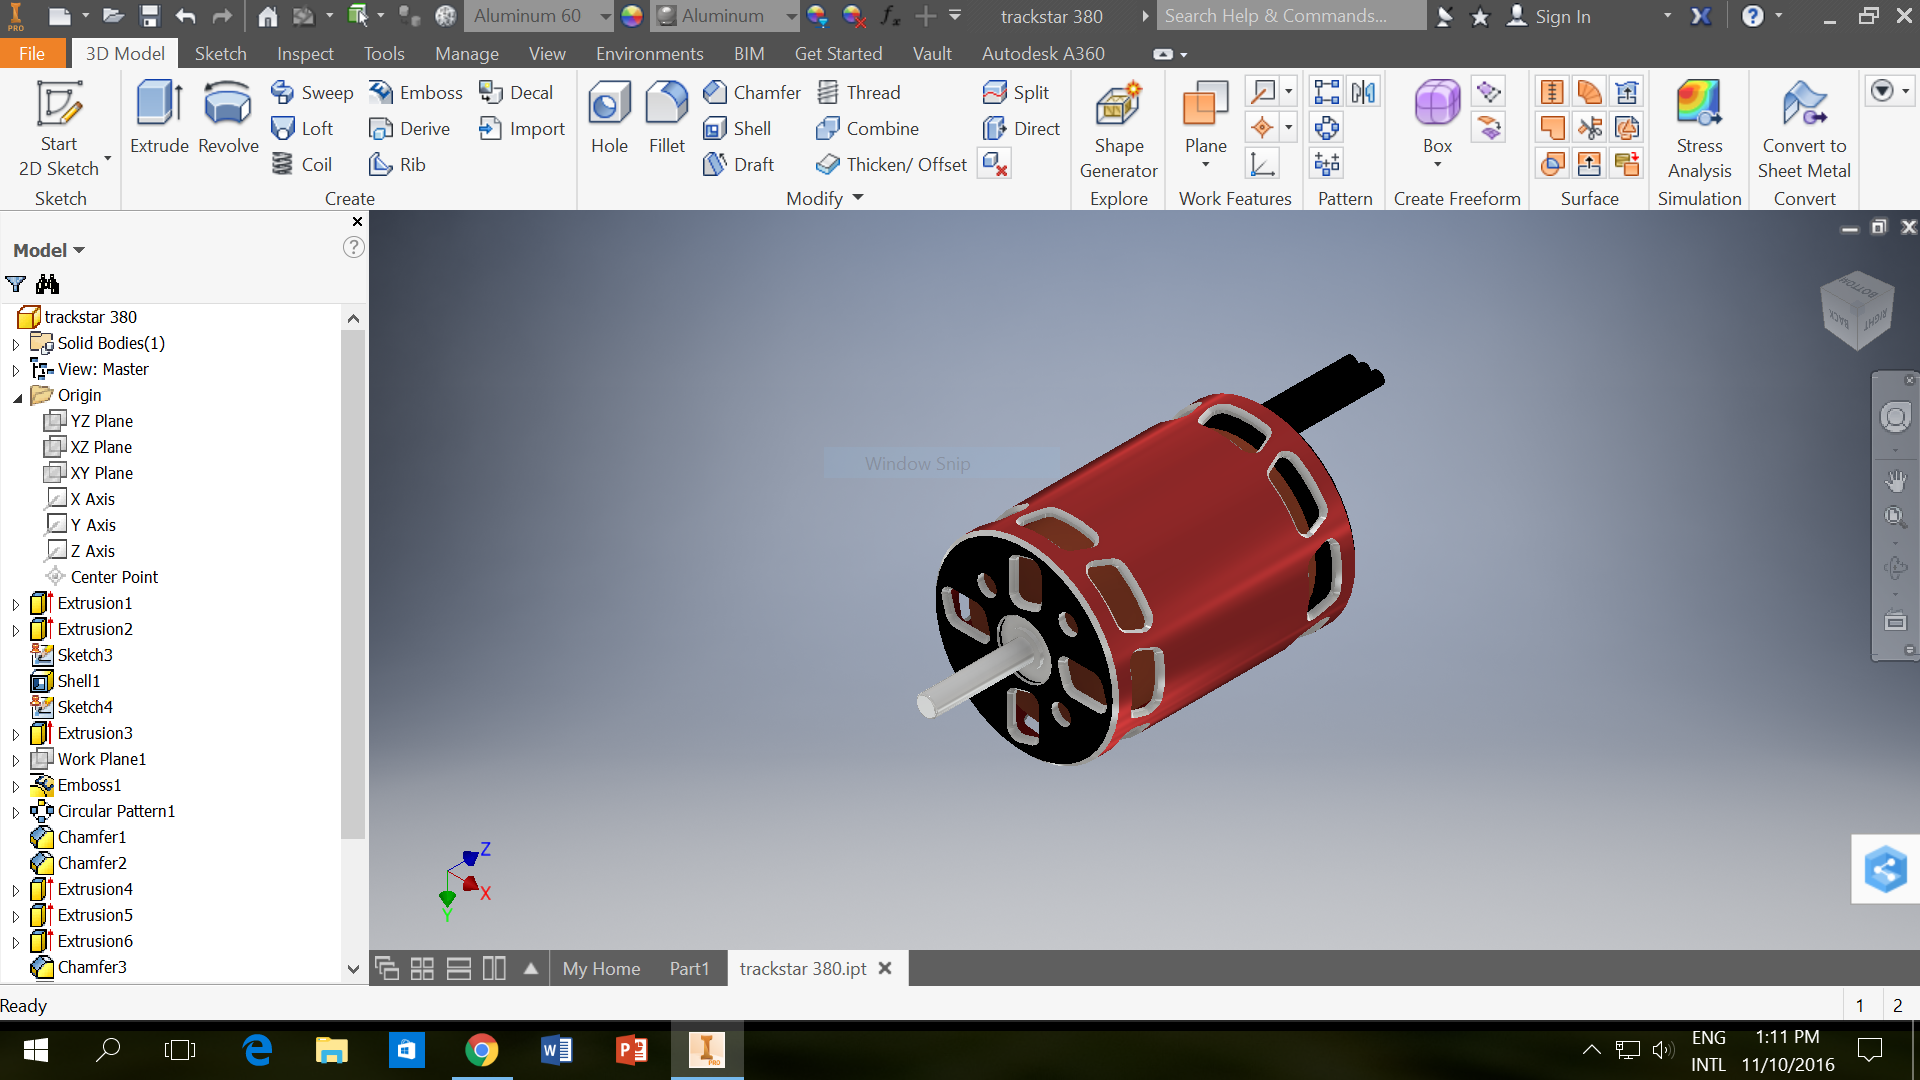 PRO
Aluminum 60
Aluminum
fx
trackstar 380
Search Help & Commands...
Sign In
File
3D Model
Sketch
Inspect
Tools
Manage
View
Environments
BIM
Get Started
Vault
Autodesk A360
Start
2D Sketch
Sketch
Extrude
Revolve
Sweep
Loft
Coil
Emboss
Derive
Rib
Decal
Import
Create
Hole
Fillet
Chamfer
Shell
Draft
Thread
Combine
Thicken/ Offset
Split
Direct
Modify
Shape
Generator
Explore
Plane
Work Features
Pattern
Box
Create Freeform
Surface
Stress
Analysis
Simulation
Convert to
Sheet Metal
Convert
Model
trackstar 380
Solid Bodies(1)
View: Master
Origin
YZ Plane
XZ Plane
XY Plane
X Axis
Y Axis
Z Axis
Center Point
Extrusion1
Extrusion2
Sketch3
Shell1
Sketch4
Extrusion3
Work Plane1
Emboss1
Circular Pattern1
Chamfer1
Chamfer2
Extrusion4
Extrusion5
Extrusion6
Chamfer3
Window Snip
BOTTOM
BACK
RIGHT
Z
X
Y
My Home
Part1
trackstar 380.ipt
Ready
1
2
ENG
INTL
1:11 PM
11/10/2016